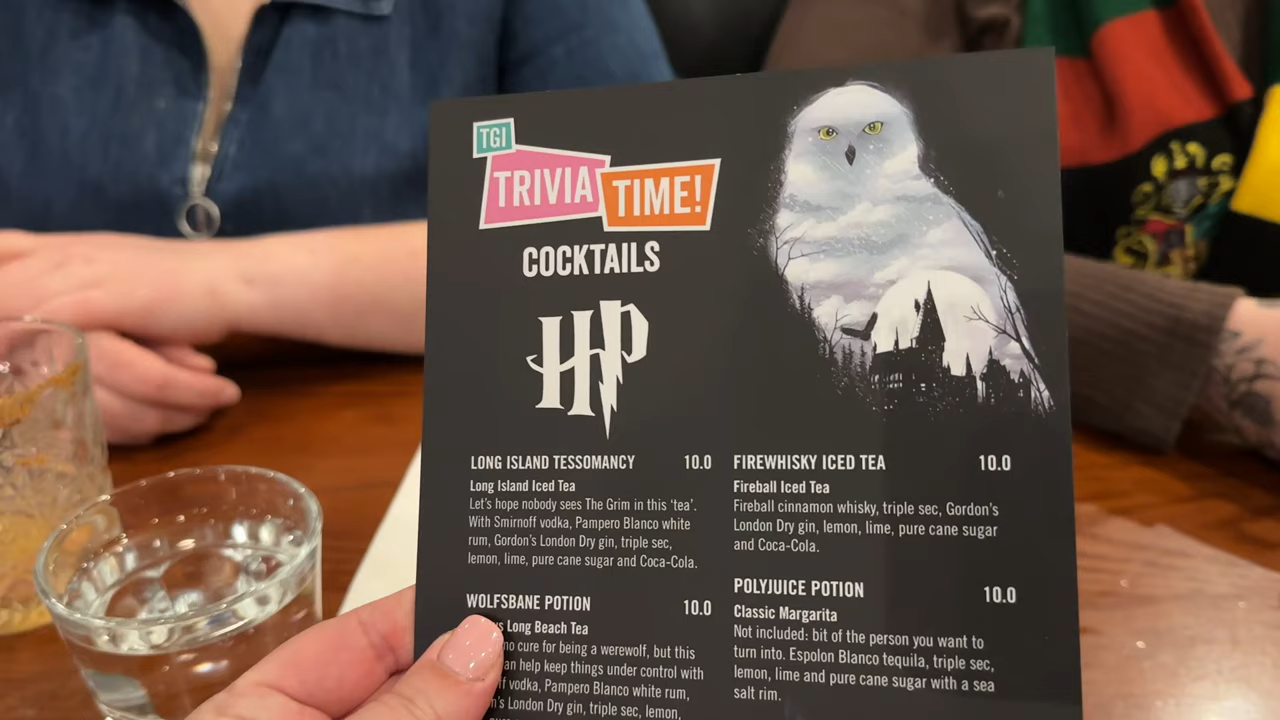 TGI
TRIVIA TIME!
COCKTAILS
HP
LONG ISLAND TESSOMANCY 10.0
Long Island Iced Tea
Let's hope nobody sees The Grim in this 'tea'.
With Smirnoff vodka, Pampero Blanco white
rum, Gordon's London Dry gin, triple sec,
lemon, lime, pure cane sugar and Coca-Cola.
WOLFSBANE POTION 10.0
Long Beach Tea
no cure for being a werewolf, but this
can help keep things under control with
vodka, Pampero Blanco white rum,
London Dry gin, triple sec, lemon,
FIREWHISKY ICED TEA 10.0
Fireball Iced Tea
Fireball cinnamon whisky, triple sec, Gordon's
London Dry gin, lemon, lime, pure cane sugar
and Coca-Cola.
POLYJUICE POTION 10.0
Classic Margarita
Not included: bit of the person you want to
turn into. Espolon Blanco tequila, triple sec,
lemon, lime and pure cane sugar with a sea
salt rim.